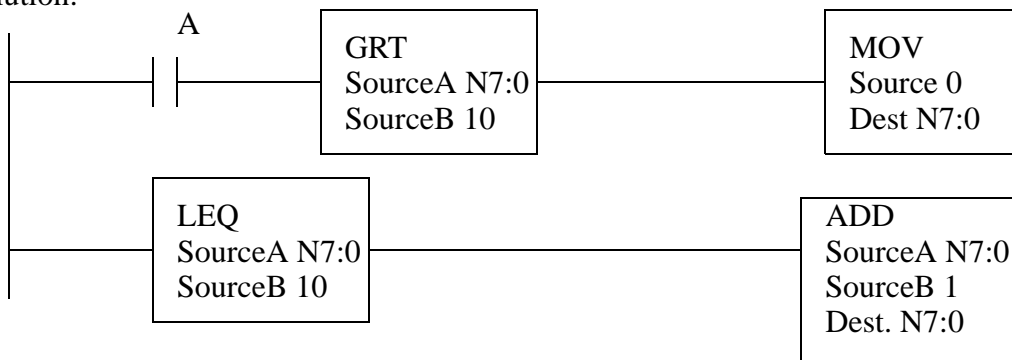 A
GRT
SourceA N7:0
SourceB 10
MOV
Source 0
Dest N7:0
LEQ
SourceA N7:0
SourceB 10
ADD
SourceA N7:0
SourceB 1
Dest. N7:0